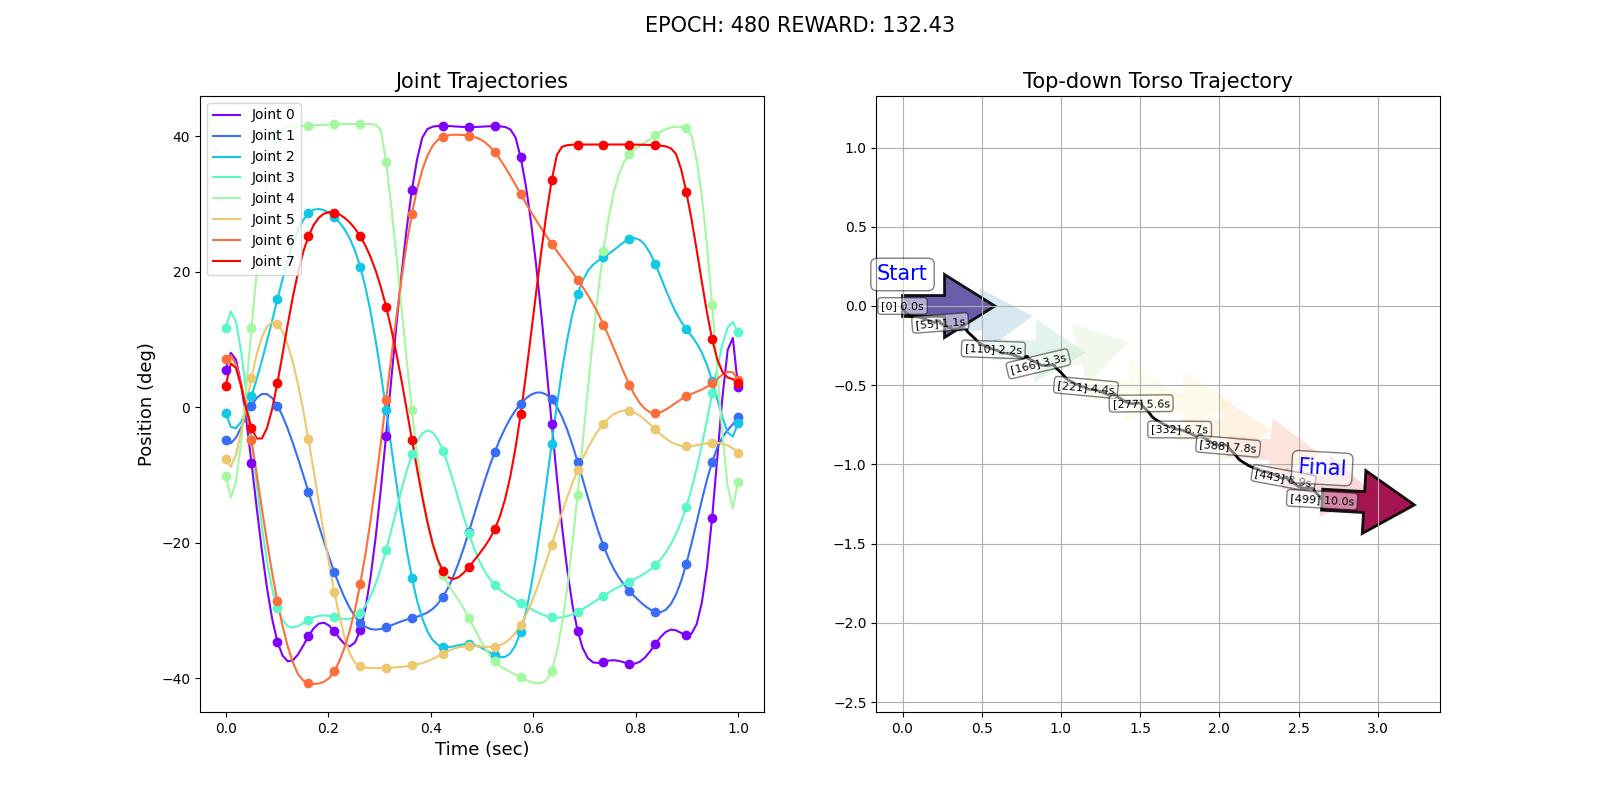 EPOCH: 480 REWARD: 132.43
Joint Trajectories
Joint 0
Joint 1
Joint 2
Joint 3
Joint 4
Joint 5
Joint 6
Joint 7
40
20
0
−20
−40
Position (deg)
0.0 0.2 0.4 0.6 0.8 1.0
Time (sec)
Top-down Torso Trajectory
1.0
0.5
0.0
−0.5
−1.0
−1.5
−2.0
−2.5
Start
[0] 0.0s
[55] 1.1s
[110] 2.2s
[166] 3.3s
[221] 4.4s
[277] 5.6s
[332] 6.7s
[388] 7.8s
[443] 8.9s
Final
[499] 10.0s
0.0 0.5 1.0 1.5 2.0 2.5 3.0